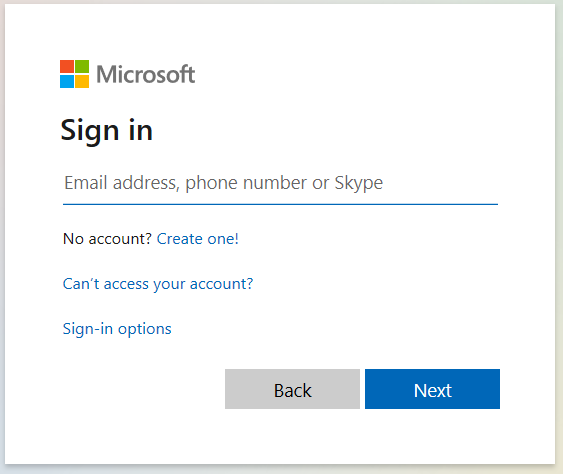 Microsoft
Sign in
Email address, phone number or Skype
No account? Create one!
Can't access your account?
Sign-in options
Back Next